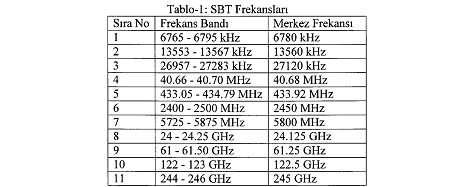 Tablo-1: SBT Frekansları
Sıra No Frekans Bandı Merkez Frekansı
1 6765 - 6795 kHz 6780 kHz
2 13553 - 13567 kHz 13560 kHz
3 26957 - 27283 kHz 27120 kHz
4 40.66 - 40.70 MHz 40.68 MHz
5 433.05 - 434.79 MHz 433.92 MHz
6 2400 - 2500 MHz 2450 MHz
7 5725 - 5875 MHz 5800 MHz
8 24 - 24.25 GHz 24.125 GHz
9 61 - 61.50 GHz 61.25 GHz
10 122 - 123 GHz 122.5 GHz
11 244 - 246 GHz 245 GHz